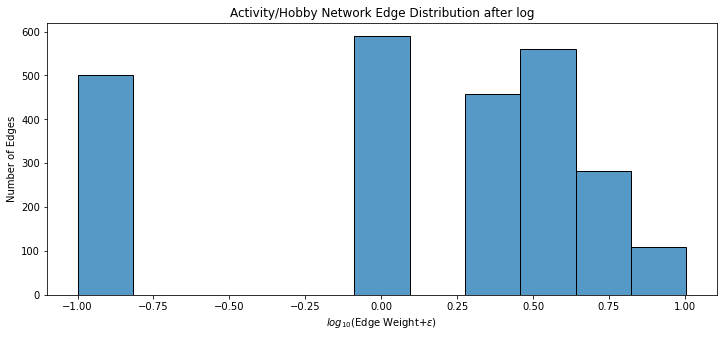 Activity/Hobby Network Edge Distribution after log
600
500
400
300
200
100
0
Number of Edges
−1.00 −0.75 −0.50 −0.25 0.00 0.25 0.50 0.75 1.00
log₁₀(Edge Weight+ε)